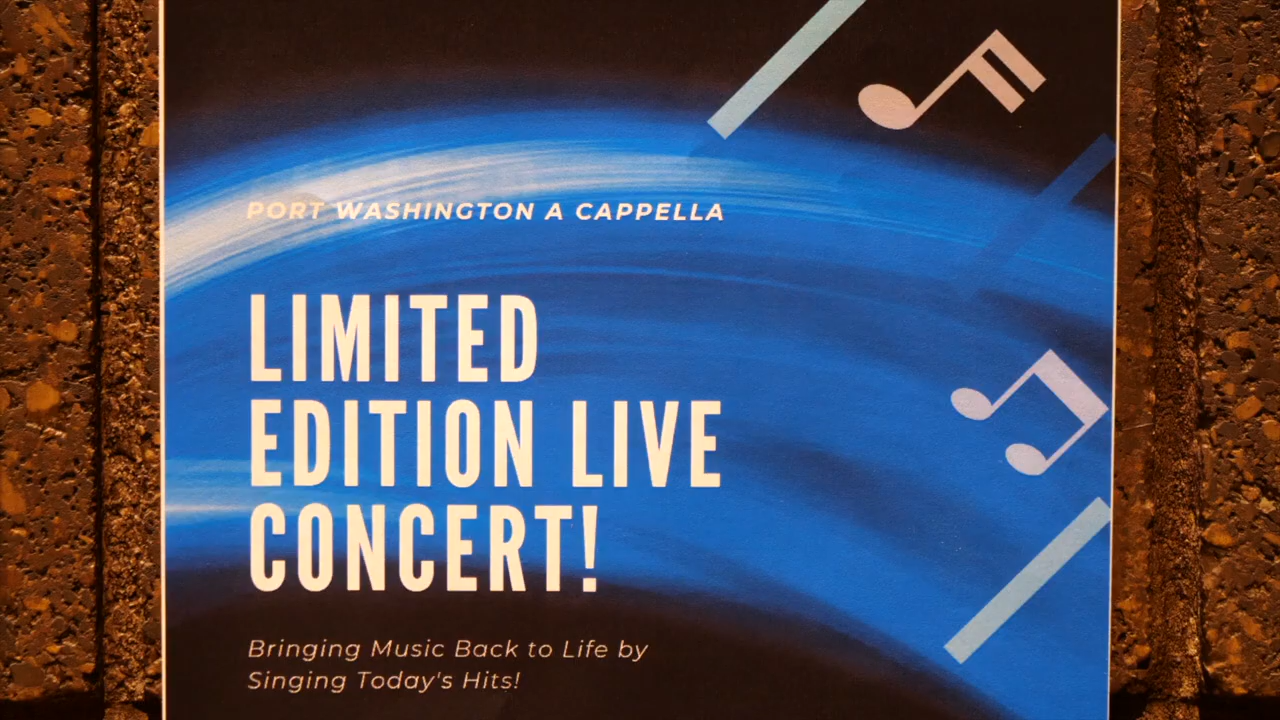 PORT WASHINGTON A CAPPELLA
LIMITED
EDITION LIVE
CONCERT!
Bringing Music Back to Life by
Singing Today's Hits!